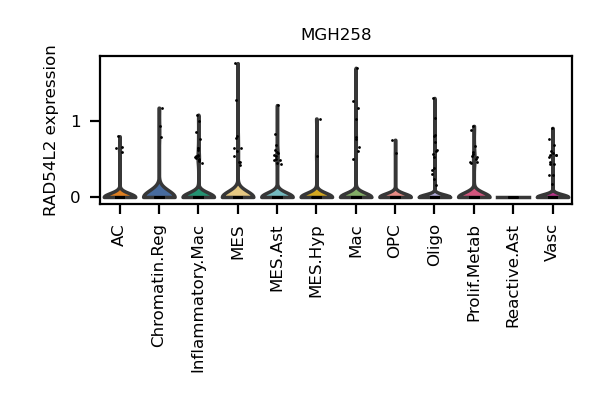 MGH258
RAD54L2 expression
1
0
AC
Chromatin.Reg
Inflammatory.Mac
MES
MES.Ast
MES.Hyp
Mac
OPC
Oligo
Prolif.Metab
Reactive.Ast
Vasc